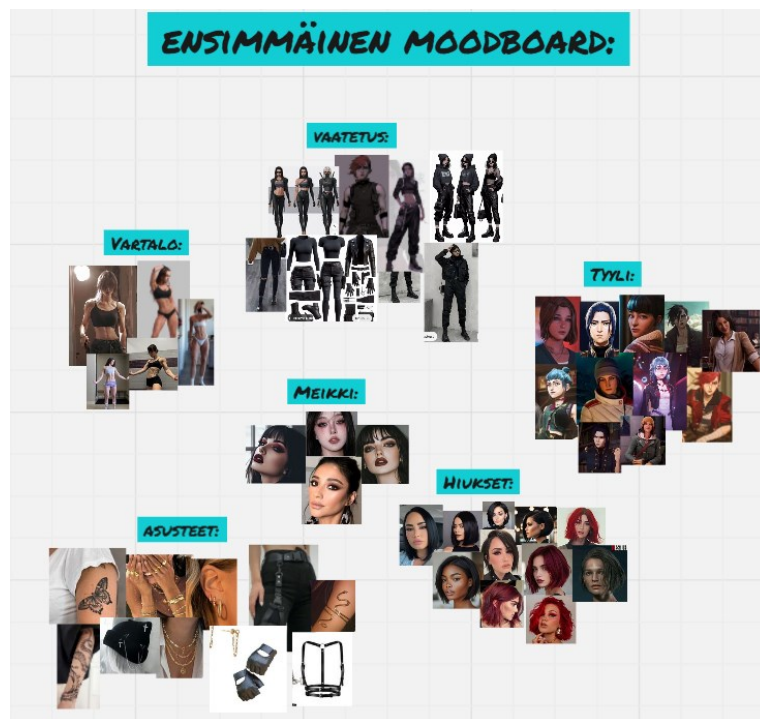 ENSIMMÄINEN MOODBOARD:
VAATETUS:
VARTALO:
TYYLI:
MEIKKI:
HIUKSET:
ASUSTEET: